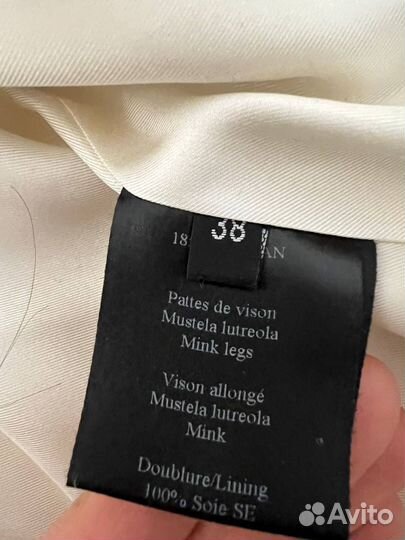 38
18
AN
Pattes de vison
Mustela lutreola
Mink legs
Vison allongé
Mustela lutreola
Mink
Doublure/Lining
100% Soie SE
Avito